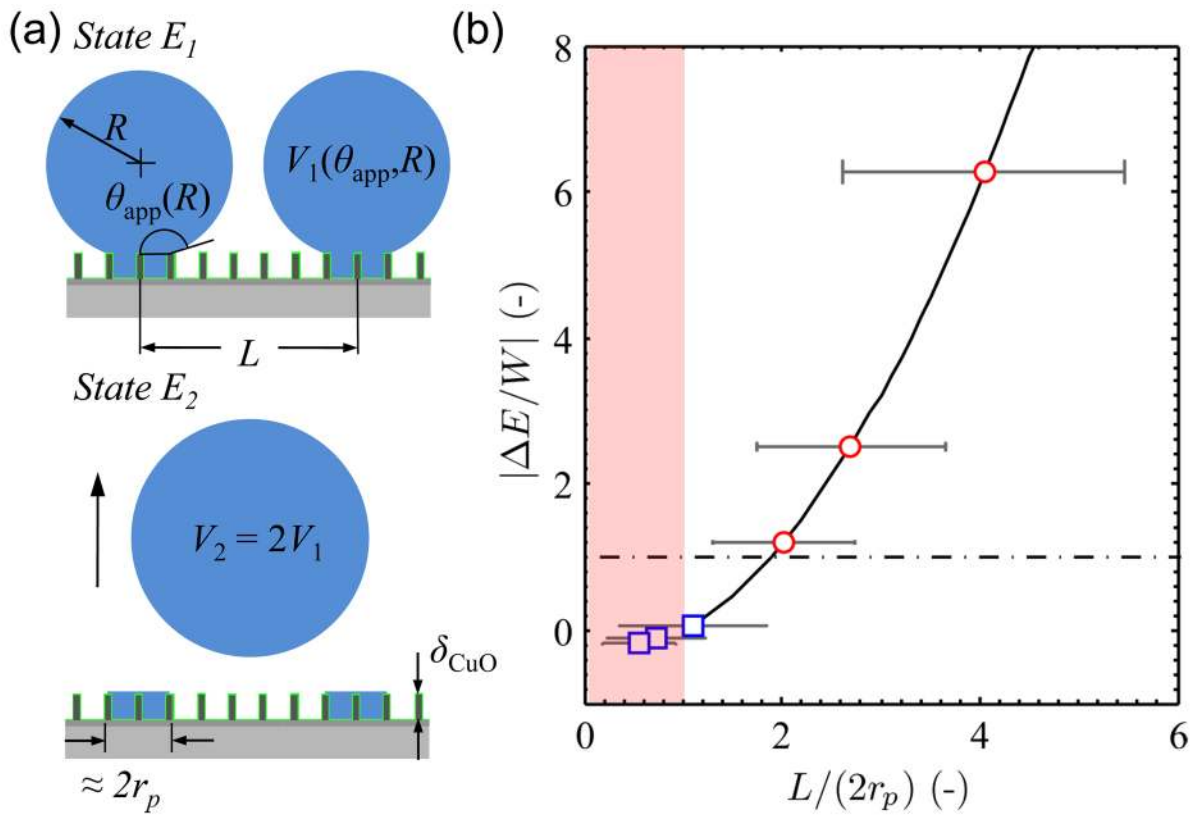 (a) State E₁
R
θapp(R)
V₁(θapp,R)
L
State E₂
V₂ = 2V₁
δCuO
≈ 2rₚ
(b)
8
6
4
2
0
|ΔE/W| (-)
0 2 4 6
L/(2rₚ) (-)